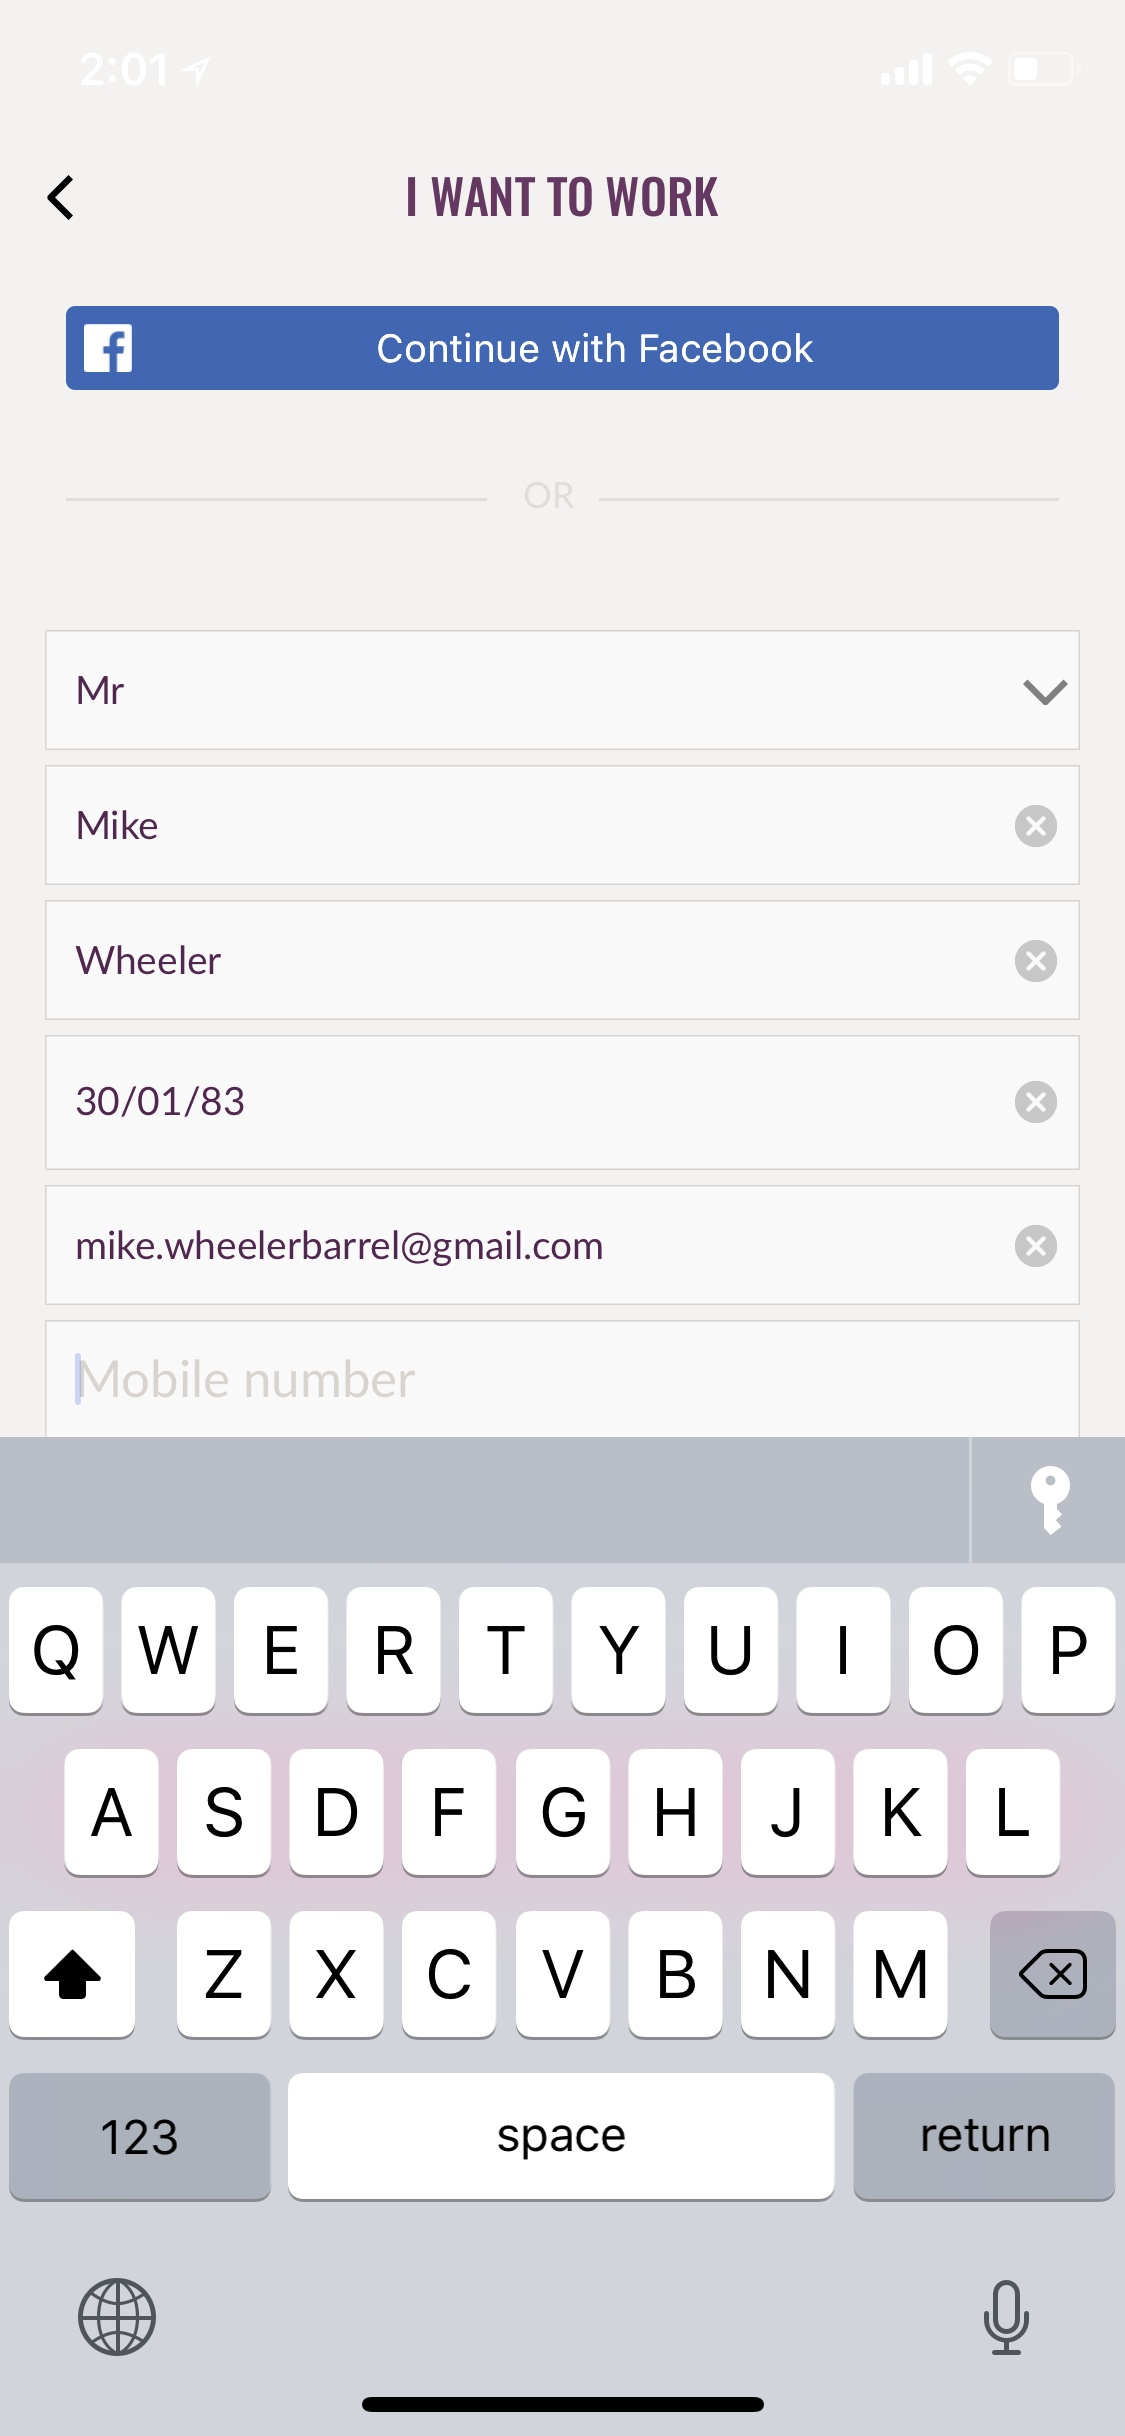 2:01
I WANT TO WORK
Continue with Facebook
OR
Mr
Mike
Wheeler
30/01/83
mike.wheelerbarrel@gmail.com
Mobile number
Q W E R T Y U I O P
A S D F G H J K L
Z X C V B N M
123 space return